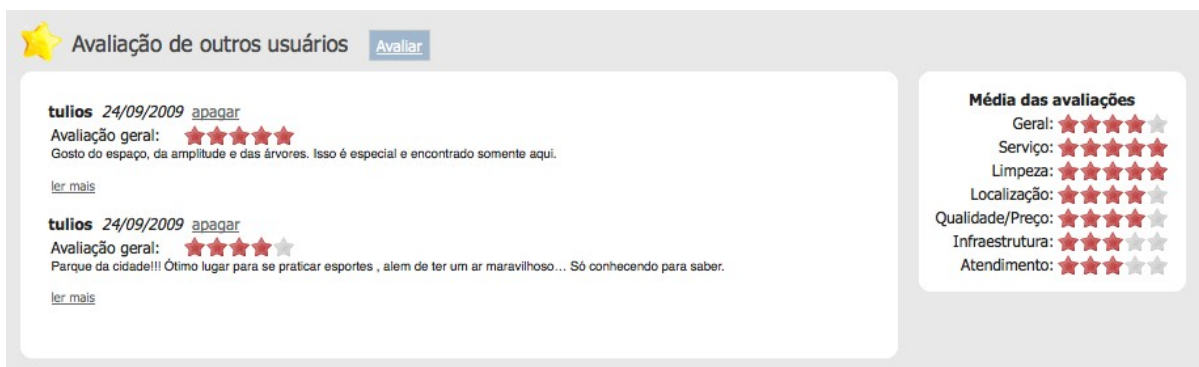 Avaliação de outros usuários Avaliar
tulios 24/09/2009 apagar
Avaliação geral:
Gosto do espaço, da amplitude e das árvores. Isso é especial e encontrado somente aqui.
ler mais
tulios 24/09/2009 apagar
Avaliação geral:
Parque da cidade!!! Ótimo lugar para se praticar esportes , alem de ter um ar maravilhoso... Só conhecendo para saber.
ler mais
Média das avaliações
Geral:
Serviço:
Limpeza:
Localização:
Qualidade/Preço:
Infraestrutura:
Atendimento: